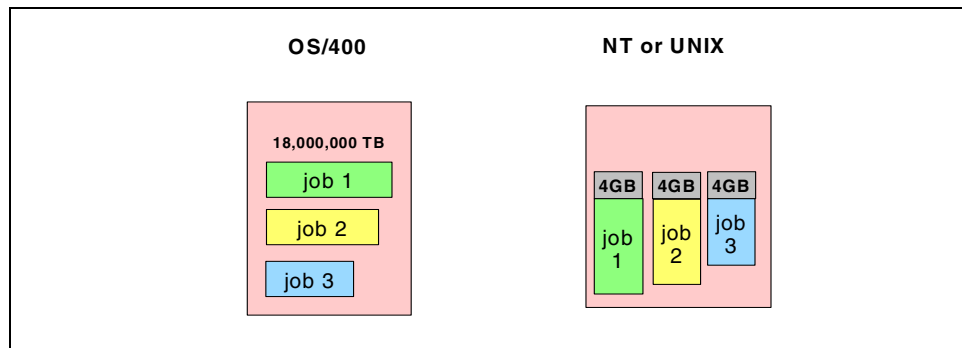 OS/400
18,000,000 TB
job 1
job 2
job 3
NT or UNIX
4GB
job
1
4GB
job
2
4GB
job
3